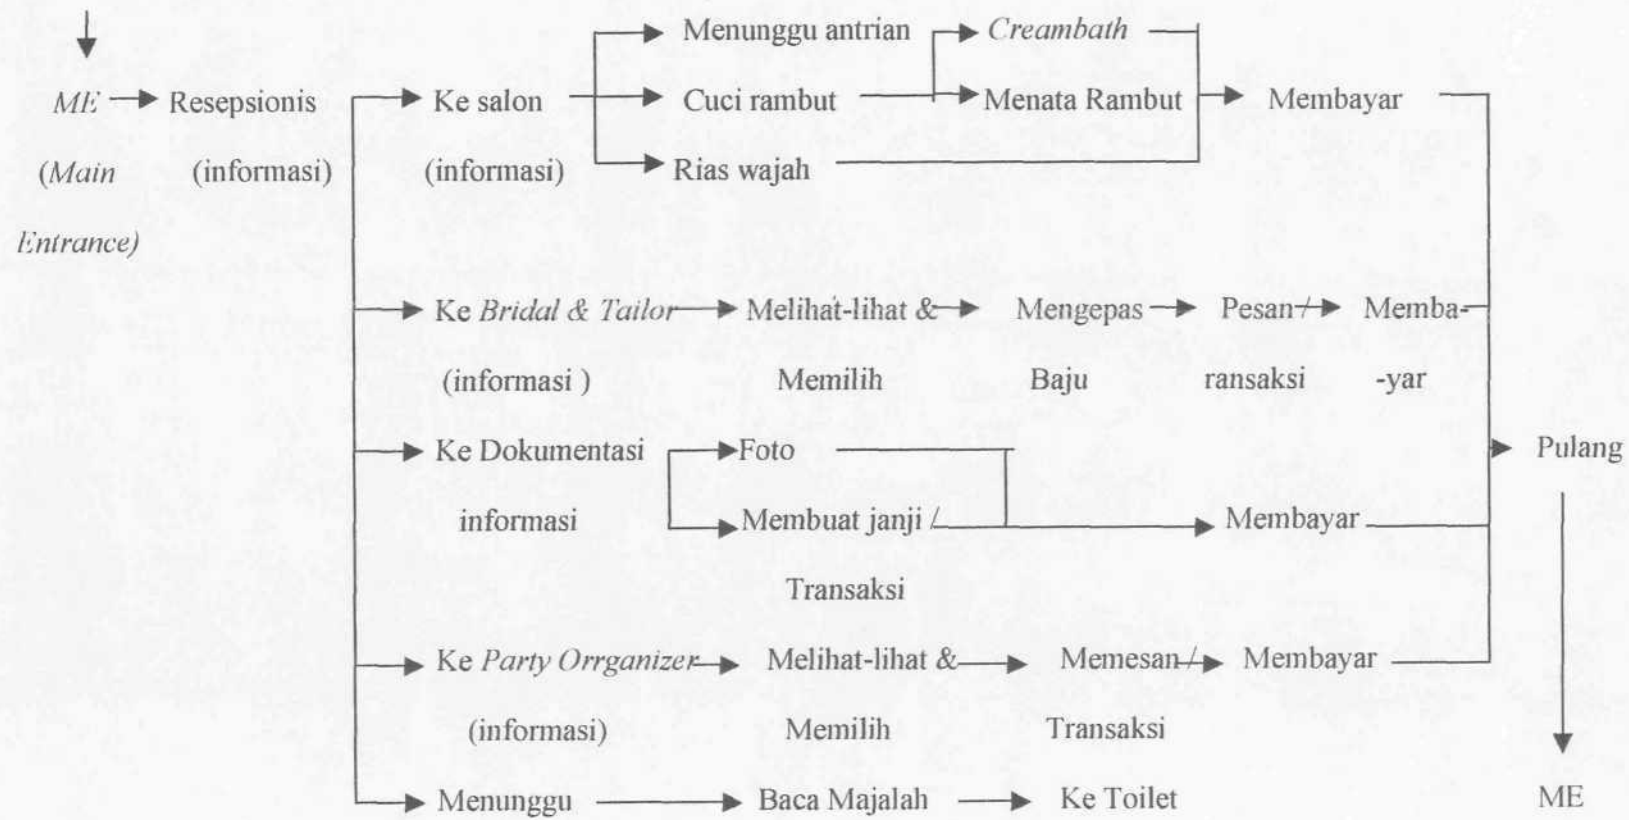 Menunggu antrian Creambath
ME Resepsionis Ke salon Cuci rambut Menata Rambut Membayar
(Main (informasi) (informasi) Rias wajah
Entrance)
Ke Bridal & Tailor Melihat-lihat & Mengepas Pesan / Memba-
(informasi ) Memilih Baju ransaksi -yar
Ke Dokumentasi Foto Pulang
informasi Membuat janji / Membayar
Transaksi
Ke Party Orrganizer Melihat-lihat & Memesan / Membayar
(informasi) Memilih Transaksi
Menunggu Baca Majalah Ke Toilet ME